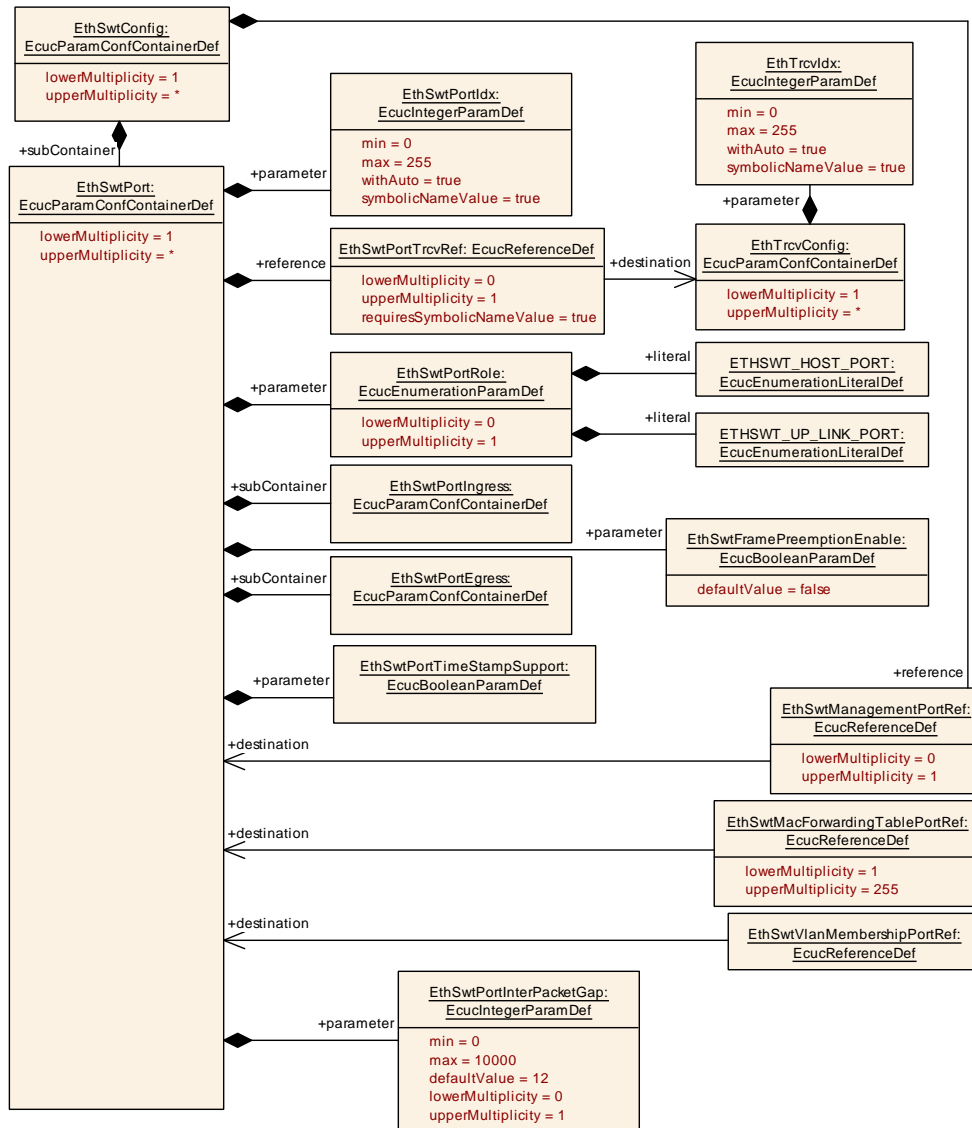 EthSwtConfig:
EcucParamConfContainerDef
lowerMultiplicity = 1
upperMultiplicity = *
+subContainer
EthSwtPort:
EcucParamConfContainerDef
lowerMultiplicity = 1
upperMultiplicity = *
+parameter
EthSwtPortIdx:
EcucIntegerParamDef
min = 0
max = 255
withAuto = true
symbolicNameValue = true
EthTrcvIdx:
EcucIntegerParamDef
min = 0
max = 255
withAuto = true
symbolicNameValue = true
+parameter
+reference
EthSwtPortTrcvRef: EcucReferenceDef
lowerMultiplicity = 0
upperMultiplicity = 1
requiresSymbolicNameValue = true
+destination
EthTrcvConfig:
EcucParamConfContainerDef
lowerMultiplicity = 1
upperMultiplicity = *
+parameter
EthSwtPortRole:
EcucEnumerationParamDef
lowerMultiplicity = 0
upperMultiplicity = 1
+literal
ETHSWT_HOST_PORT:
EcucEnumerationLiteralDef
+literal
ETHSWT_UP_LINK_PORT:
EcucEnumerationLiteralDef
+subContainer
EthSwtPortIngress:
EcucParamConfContainerDef
+parameter
EthSwtFramePreemptionEnable:
EcucBooleanParamDef
defaultValue = false
+subContainer
EthSwtPortEgress:
EcucParamConfContainerDef
+parameter
EthSwtPortTimeStampSupport:
EcucBooleanParamDef
+reference
EthSwtManagementPortRef:
EcucReferenceDef
lowerMultiplicity = 0
upperMultiplicity = 1
+destination
EthSwtMacForwardingTablePortRef:
EcucReferenceDef
lowerMultiplicity = 1
upperMultiplicity = 255
+destination
EthSwtVlanMembershipPortRef:
EcucReferenceDef
+destination
+parameter
EthSwtPortInterPacketGap:
EcucIntegerParamDef
min = 0
max = 10000
defaultValue = 12
lowerMultiplicity = 0
upperMultiplicity = 1